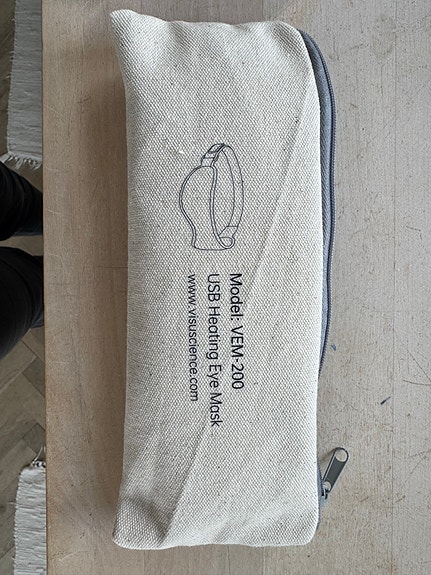 Model: VEM-200
USB Heating Eye Mask
www.visuscience.com